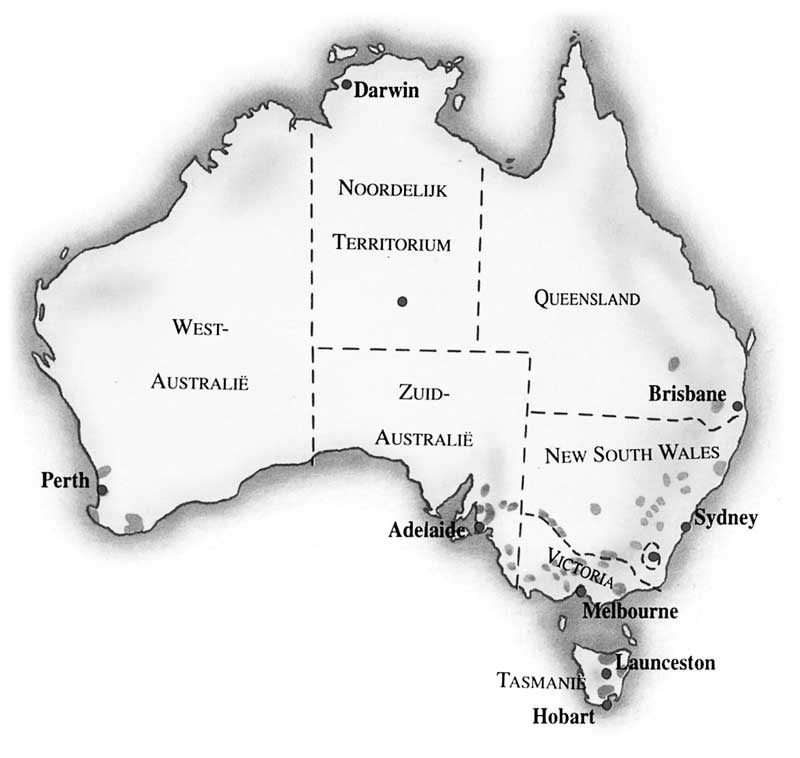 Darwin
NOORDELIJK
TERRITORIUM
QUEENSLAND
WEST-
AUSTRALIË
ZUID-
AUSTRALIË
Brisbane
NEW SOUTH WALES
Perth
Adelaide
Sydney
VICTORIA
Melbourne
Launceston
TASMANIË
Hobart